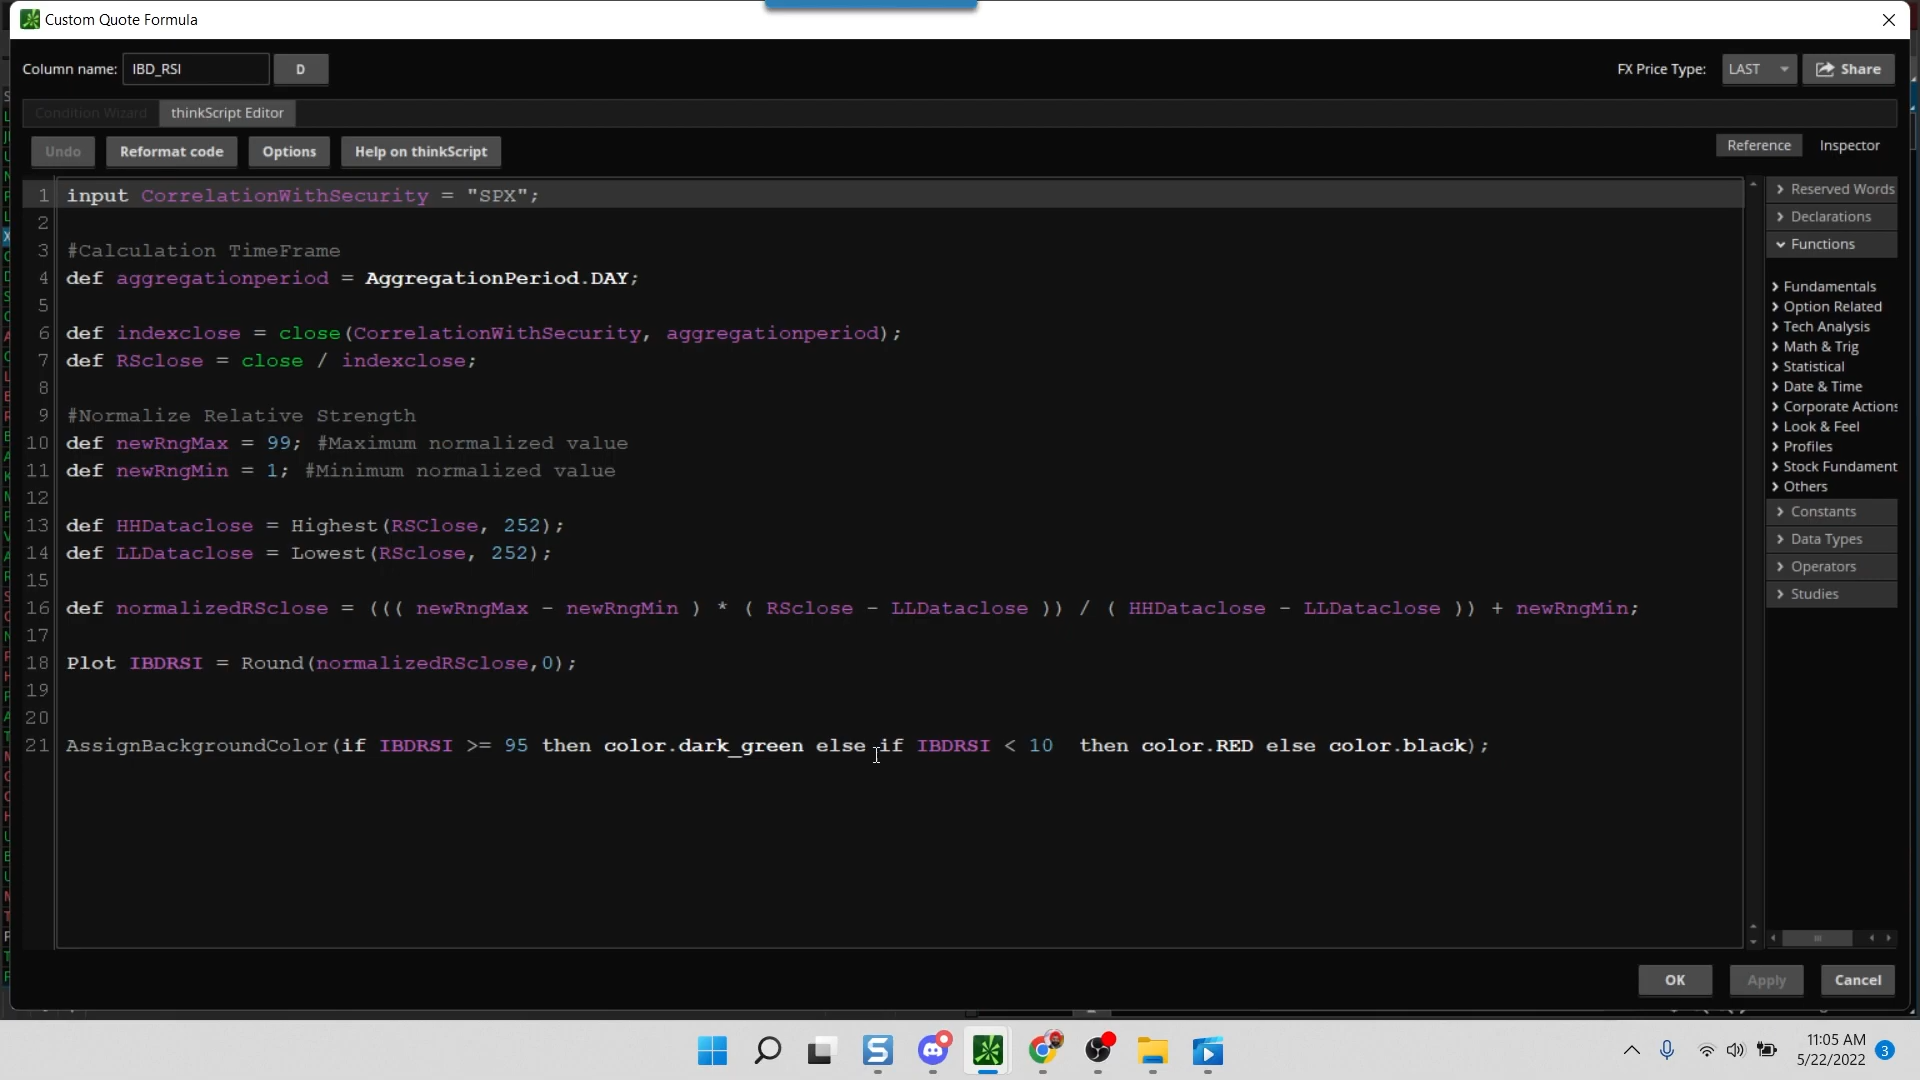 Custom Quote Formula
Column name: IBD_RSI D FX Price Type: LAST Share
Condition Wizard thinkScript Editor
Undo Reformat code Options Help on thinkScript Reference Inspector
1 input CorrelationWithSecurity = "SPX";
2
3 #Calculation TimeFrame
4 def aggregationperiod = AggregationPeriod.DAY;
5
6 def indexclose = close(CorrelationWithSecurity, aggregationperiod);
7 def RSclose = close / indexclose;
8
9 #Normalize Relative Strength
10 def newRngMax = 99; #Maximum normalized value
11 def newRngMin = 1; #Minimum normalized value
12
13 def HHDataclose = Highest(RSClose, 252);
14 def LLDataclose = Lowest(RSclose, 252);
15
16 def normalizedRSclose = ((( newRngMax - newRngMin ) * ( RSclose - LLDataclose )) / ( HHDataclose - LLDataclose )) + newRngMin;
17
18 Plot IBDRSI = Round(normalizedRSclose,0);
19
20
21 AssignBackgroundColor(if IBDRSI >= 95 then color.dark_green else if IBDRSI < 10  then color.RED else color.black);
Reserved Words
Declarations
Functions
Fundamentals
Option Related
Tech Analysis
Math & Trig
Statistical
Date & Time
Corporate Actions
Look & Feel
Profiles
Stock Fundament
Others
Constants
Data Types
Operators
Studies
OK Apply Cancel
11:05 AM
5/22/2022
3